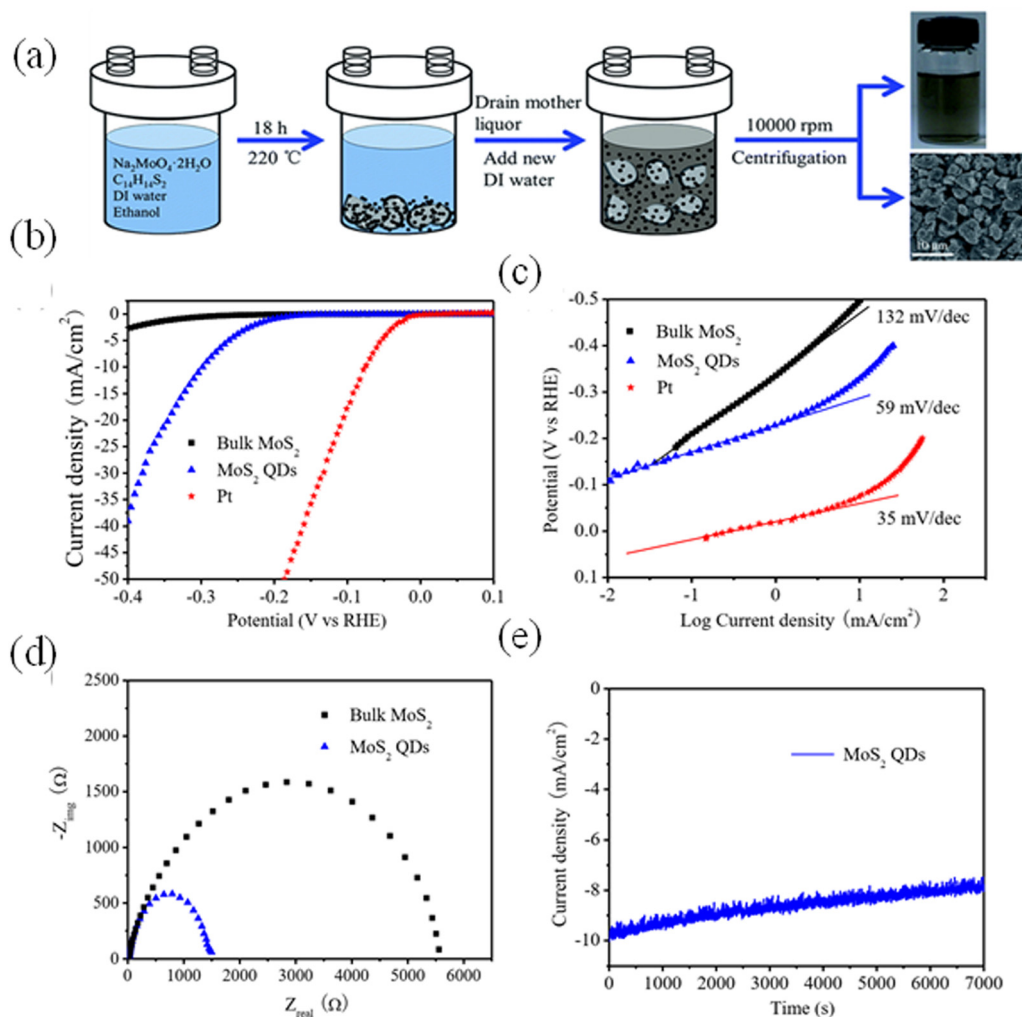 (a)
Na₂MoO₄·2H₂O
C₁₄H₁₄S₂
DI water
Ethanol
18 h
220 ℃
Drain mother
liquor
Add new
DI water
10000 rpm
Centrifugation
10 μm
(b)
0
-5
-10
-15
-20
-25
-30
-35
-40
-45
-50
Current density (mA/cm²)
Bulk MoS₂
MoS₂ QDs
Pt
-0.4
-0.3
-0.2
-0.1
0.0
0.1
Potential (V vs RHE)
(c)
-0.5
-0.4
-0.3
-0.2
-0.1
0.0
0.1
Potential (V vs RHE)
Bulk MoS₂
MoS₂ QDs
Pt
132 mV/dec
59 mV/dec
35 mV/dec
-2
-1
0
1
2
Log Current density (mA/cm²)
(d)
2500
2000
1500
1000
500
0
-Zimg (Ω)
Bulk MoS₂
MoS₂ QDs
0
1000
2000
3000
4000
5000
6000
Zreal (Ω)
(e)
0
-2
-4
-6
-8
-10
Current density (mA/cm²)
MoS₂ QDs
0
1000
2000
3000
4000
5000
6000
7000
Time (s)